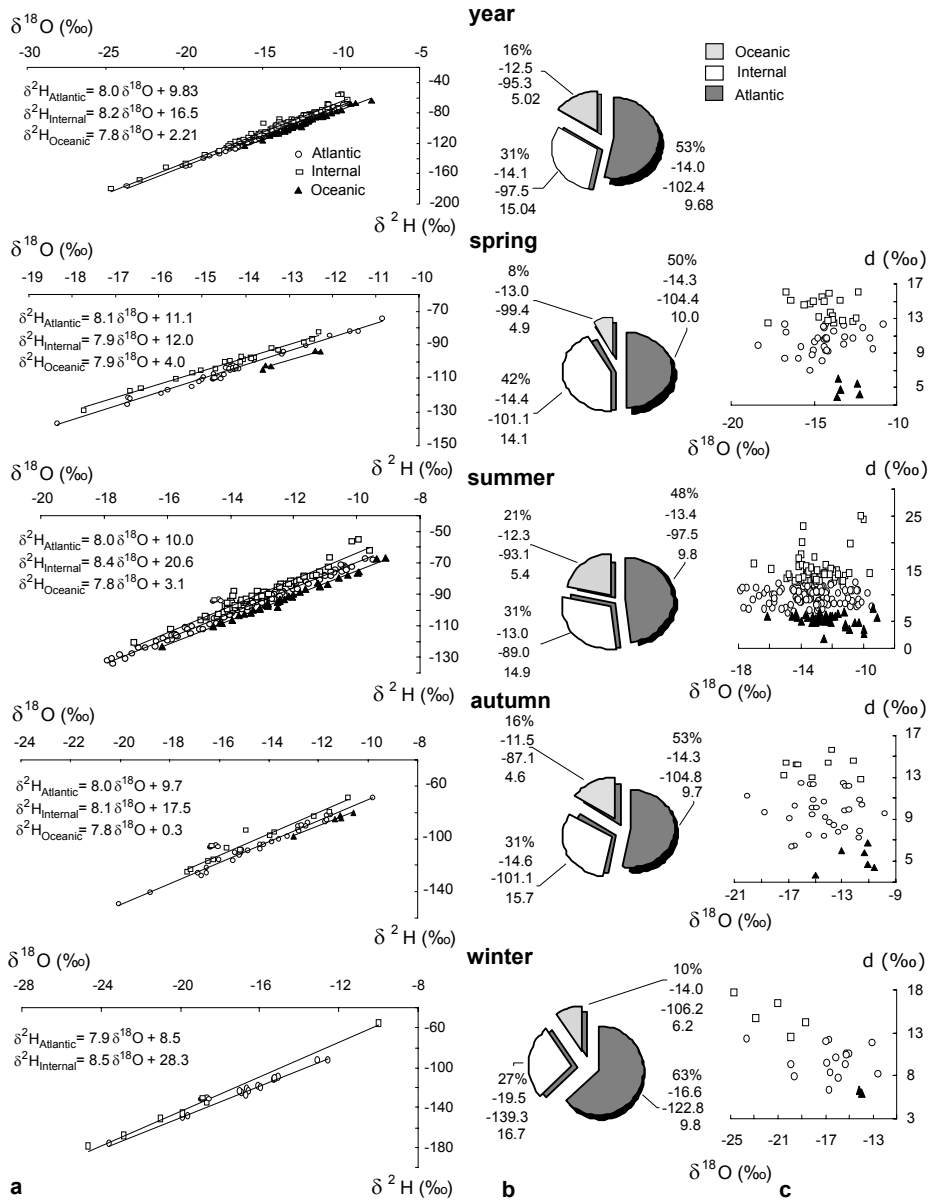 year
δ18O (‰)
-30 -25 -20 -15 -10 -5
δ2HAtlantic= 8.0 δ18O + 9.83
δ2HInternal= 8.2 δ18O + 16.5
δ2HOceanic= 7.8 δ18O + 2.21
Atlantic
Internal
Oceanic
-40
-80
-120
-160
-200
δ 2 H (‰)
16%
-12.5
-95.3
5.02
31%
-14.1
-97.5
15.04
53%
-14.0
-102.4
9.68
Oceanic
Internal
Atlantic
spring
δ18O (‰)
-19 -18 -17 -16 -15 -14 -13 -12 -11 -10
δ2HAtlantic= 8.1 δ18O + 11.1
δ2HInternal= 7.9 δ18O + 12.0
δ2HOceanic= 7.9 δ18O + 4.0
-70
-90
-110
-130
-150
δ 2 H (‰)
8%
-13.0
-99.4
4.9
50%
-14.3
-104.4
10.0
42%
-14.4
-101.1
14.1
d (‰)
17
13
9
5
-20 -15 -10
δ18O (‰)
summer
δ18O (‰)
-20 -18 -16 -14 -12 -10 -8
δ2HAtlantic= 8.0 δ18O + 10.0
δ2HInternal= 8.4 δ18O + 20.6
δ2HOceanic= 7.8 δ18O + 3.1
-50
-70
-90
-110
-130
δ 2 H (‰)
21%
-12.3
-93.1
5.4
48%
-13.4
-97.5
9.8
31%
-13.0
-89.0
14.9
d (‰)
25
15
5
0
-18 -16 -14 -12 -10
δ18O (‰)
autumn
δ18O (‰)
-24 -22 -20 -18 -16 -14 -12 -10 -8
δ2HAtlantic= 8.0 δ18O + 9.7
δ2HInternal= 8.1 δ18O + 17.5
δ2HOceanic= 7.8 δ18O + 0.3
-60
-100
-140
δ 2 H (‰)
16%
-11.5
-87.1
4.6
53%
-14.3
-104.8
9.7
31%
-14.6
-101.1
15.7
d (‰)
17
13
9
5
-21 -17 -13 -9
δ18O (‰)
winter
δ18O (‰)
-28 -24 -20 -16 -12 -8
δ2HAtlantic= 7.9 δ18O + 8.5
δ2HInternal= 8.5 δ18O + 28.3
-60
-100
-140
-180
δ 2 H (‰)
10%
-14.0
-106.2
6.2
27%
-19.5
-139.3
16.7
63%
-16.6
-122.8
9.8
d (‰)
18
13
8
3
-25 -21 -17 -13
δ18O (‰)
a b c